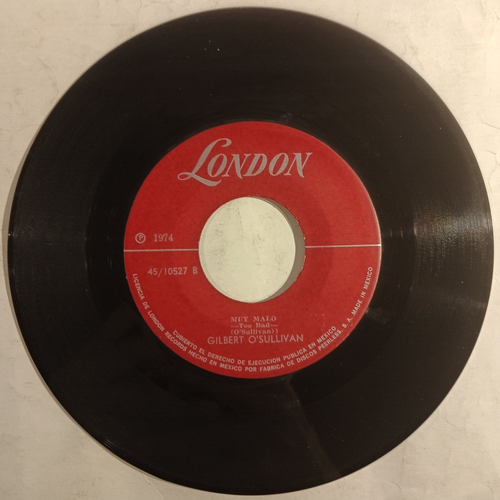 LONDON
℗ 1974
45/10527 B
MUY MALO
—Too Bad—
(O'Sullivan)
GILBERT O'SULLIVAN
LICENCIA DE LONDON RECORDS HECHO EN MEXICO POR FABRICA DE DISCOS PEERLESS, S. A. MADE IN MEXICO
CUBIERTO EL DERECHO DE EJECUCION PUBLICA EN MEXICO